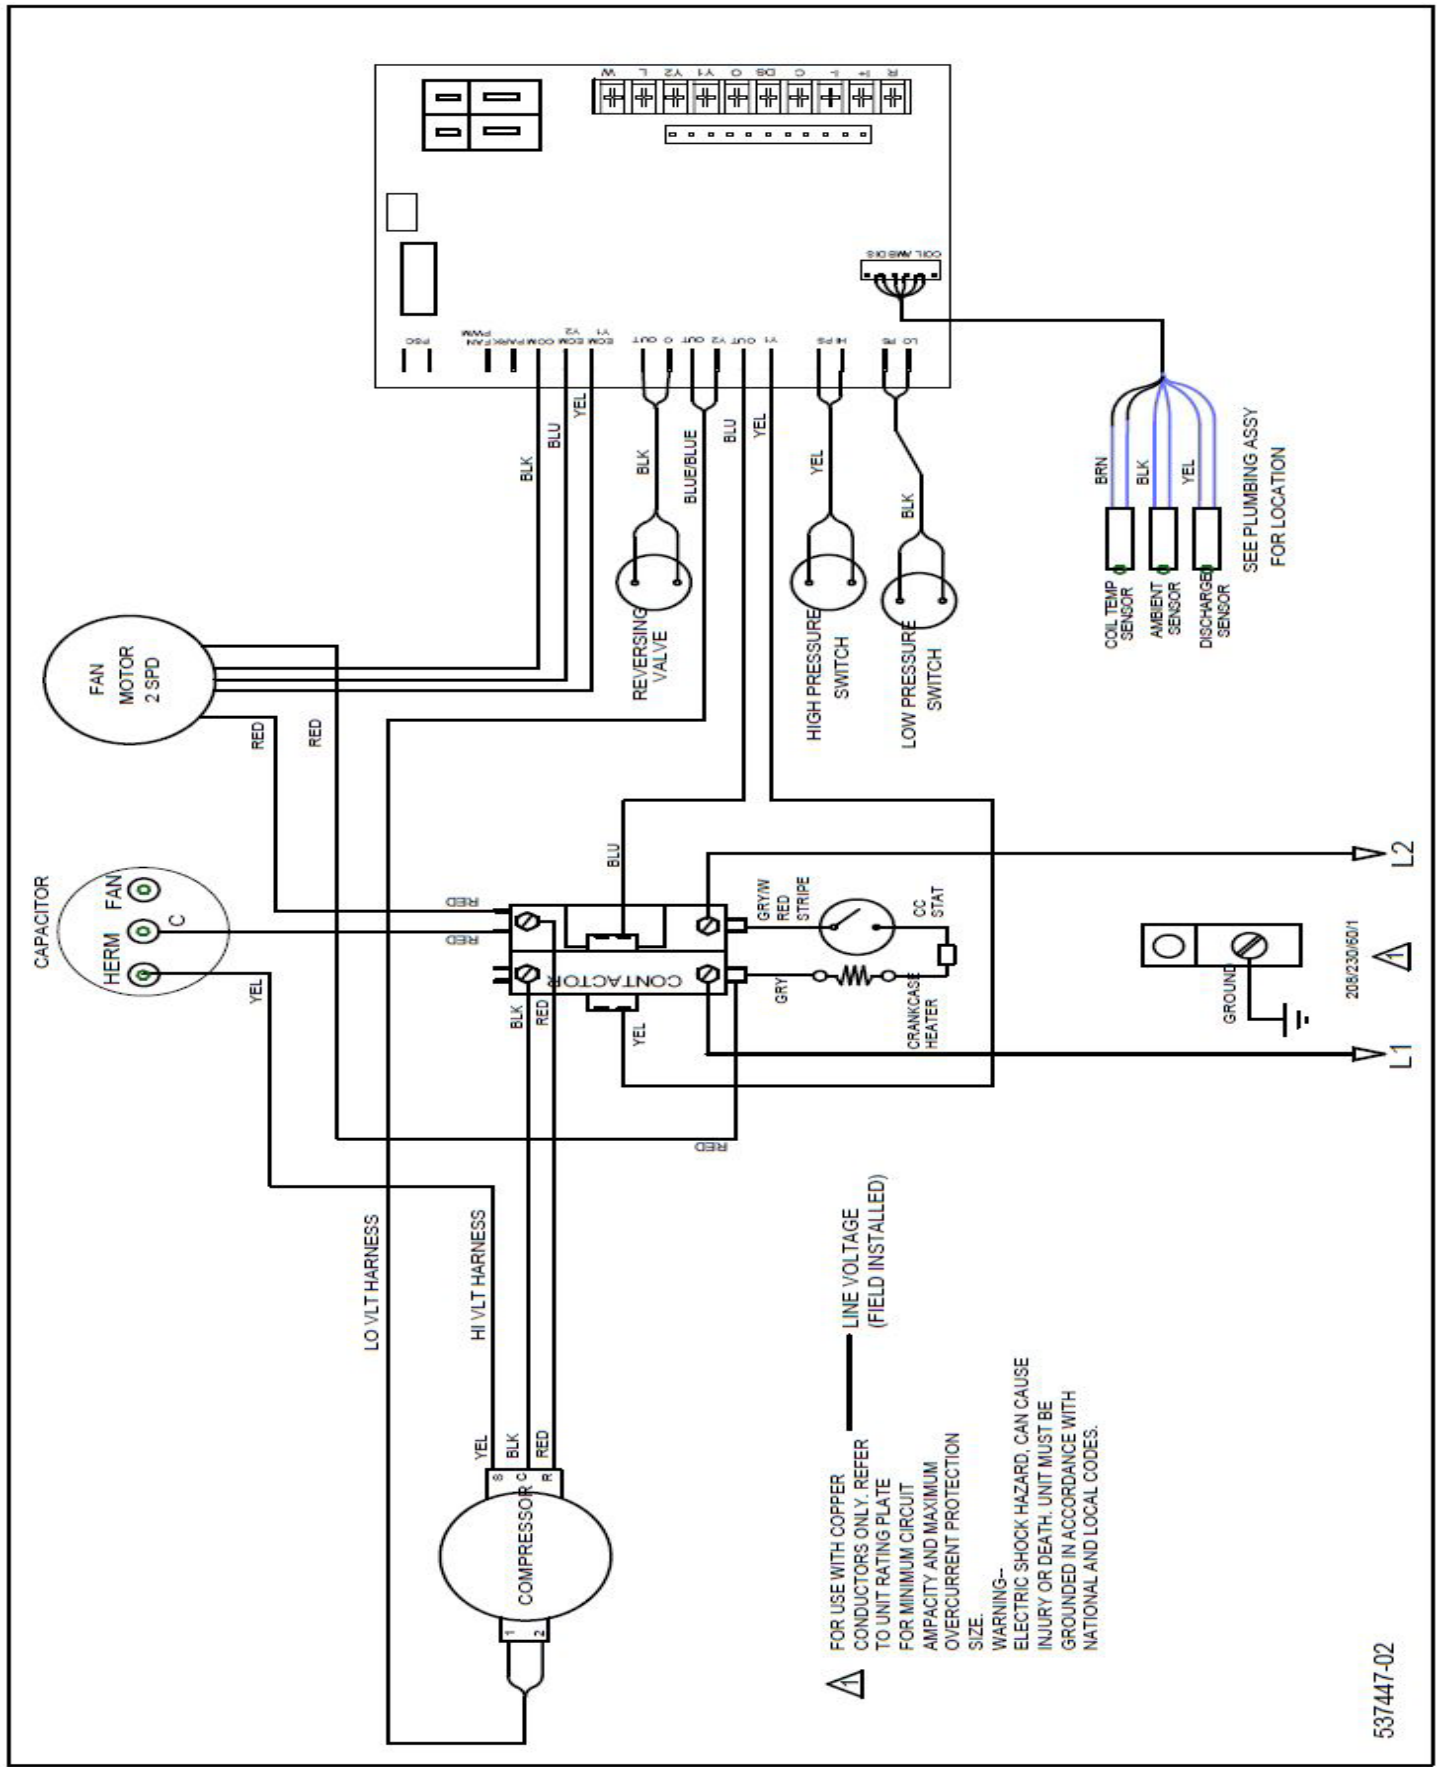 CAPACITOR
HERM
C
FAN
FAN
MOTOR
2 SPD
RED
RED
YEL
LO VLT HARNESS
HI VLT HARNESS
YEL
BLK
RED
S
C
R
COMPRESSOR
1
2
BLK
RED
RED
RED
CONTACTOR
YEL
BLU
RED
GRY
GRY/W
RED
STRIPE
CC
STAT
CRANKCASE
HEATER
PSC
FAN
PWM
PARK
COM
ECM
Y2
ECM
Y1
OUT
O
OUT
Y2
OUT
Y1
HI PS
LO PS
COIL AMB DIS
W
L
Y2
Y1
O
DS
C
I-
I+
R
BLK
BLU
YEL
BLK
BLUE/BLUE
BLU
YEL
YEL
BLK
REVERSING
VALVE
HIGH PRESSURE
SWITCH
LOW PRESSURE
SWITCH
BRN
BLK
YEL
COIL TEMP
SENSOR
AMBIENT
SENSOR
DISCHARGE
SENSOR
SEE PLUMBING ASSY
FOR LOCATION
GROUND
L1
208/230/60/1
1
L2
LINE VOLTAGE
(FIELD INSTALLED)
1
FOR USE WITH COPPER
CONDUCTORS ONLY. REFER
TO UNIT RATING PLATE
FOR MINIMUM CIRCUIT
AMPACITY AND MAXIMUM
OVERCURRENT PROTECTION
SIZE.
WARNING--
ELECTRIC SHOCK HAZARD, CAN CAUSE
INJURY OR DEATH. UNIT MUST BE
GROUNDED IN ACCORDANCE WITH
NATIONAL AND LOCAL CODES.
537447-02